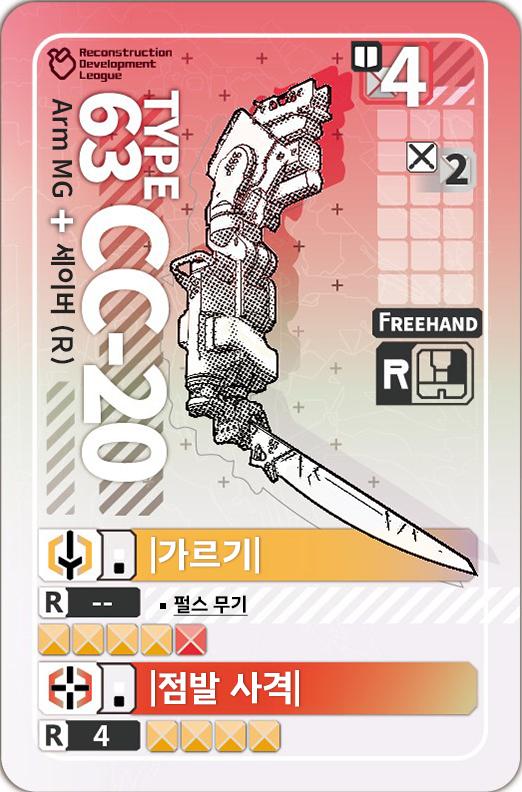 Reconstruction
Development
League
4
2
TYPE
63 CC-20
Arm MG + 세이버 (R)
FREEHAND
R
|가르기|
R --
▪ 펄스 무기
|점발 사격|
R 4